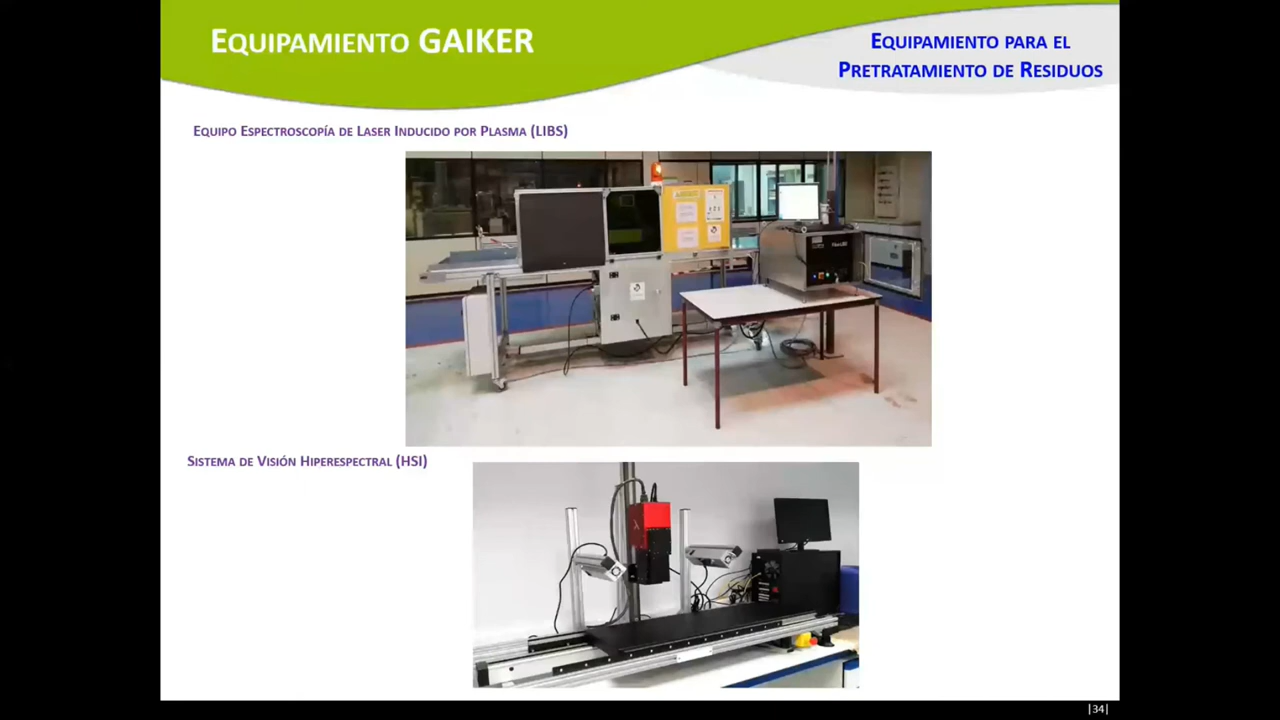 EQUIPAMIENTO GAIKER
EQUIPAMIENTO PARA EL
PRETRATAMIENTO DE RESIDUOS
EQUIPO ESPECTROSCOPÍA DE LASER INDUCIDO POR PLASMA (LIBS)
SISTEMA DE VISIÓN HIPERESPECTRAL (HSI)
|34|